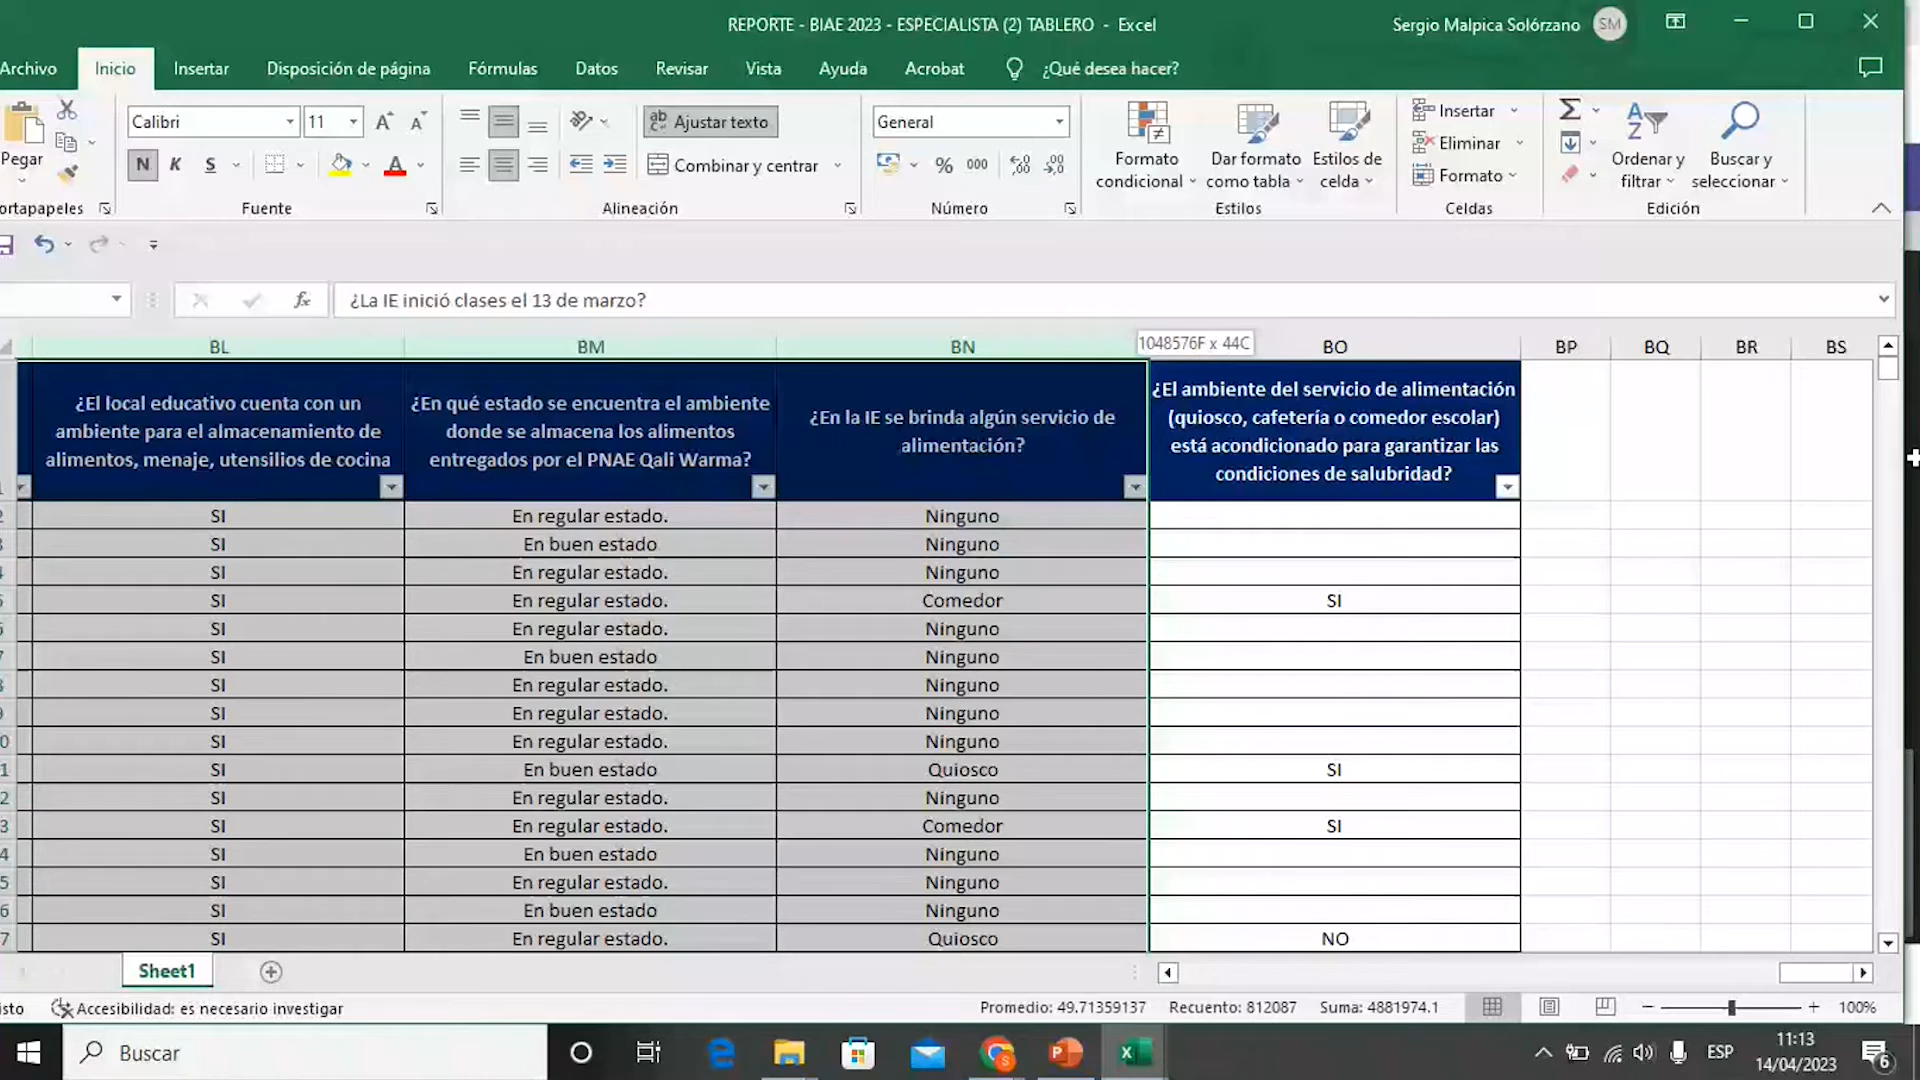 REPORTE - BIAE 2023 - ESPECIALISTA (2) TABLERO - Excel
Sergio Malpica Solórzano SM
Archivo Inicio Insertar Disposición de página Fórmulas Datos Revisar Vista Ayuda Acrobat ¿Qué desea hacer?
Calibri 11 Ajustar texto General
Pegar N K S Combinar y centrar % 000
Formato condicional
Dar formato como tabla
Estilos de celda
Insertar
Eliminar
Formato
Ordenar y filtrar
Buscar y seleccionar
ortapapeles Fuente Alineación Número Estilos Celdas Edición
fx ¿La IE inició clases el 13 de marzo?
1048576F x 44C
BL BM BN BO BP BQ BR BS
¿El local educativo cuenta con un
ambiente para el almacenamiento de
alimentos, menaje, utensilios de cocina
¿En qué estado se encuentra el ambiente
donde se almacena los alimentos
entregados por el PNAE Qali Warma?
¿En la IE se brinda algún servicio de
alimentación?
¿El ambiente del servicio de alimentación
(quiosco, cafetería o comedor escolar)
está acondicionado para garantizar las
condiciones de salubridad?
SI En regular estado. Ninguno
SI En buen estado Ninguno
SI En regular estado. Ninguno
SI En regular estado. Comedor SI
SI En regular estado. Ninguno
SI En buen estado Ninguno
SI En regular estado. Ninguno
SI En regular estado. Ninguno
SI En regular estado. Ninguno
SI En buen estado Quiosco SI
SI En regular estado. Ninguno
SI En regular estado. Comedor SI
SI En buen estado Ninguno
SI En regular estado. Ninguno
SI En buen estado Ninguno
SI En regular estado. Quiosco NO
Sheet1
isto Accesibilidad: es necesario investigar Promedio: 49.71359137 Recuento: 812087 Suma: 4881974.1 100%
Buscar
ESP
11:13
14/04/2023
6